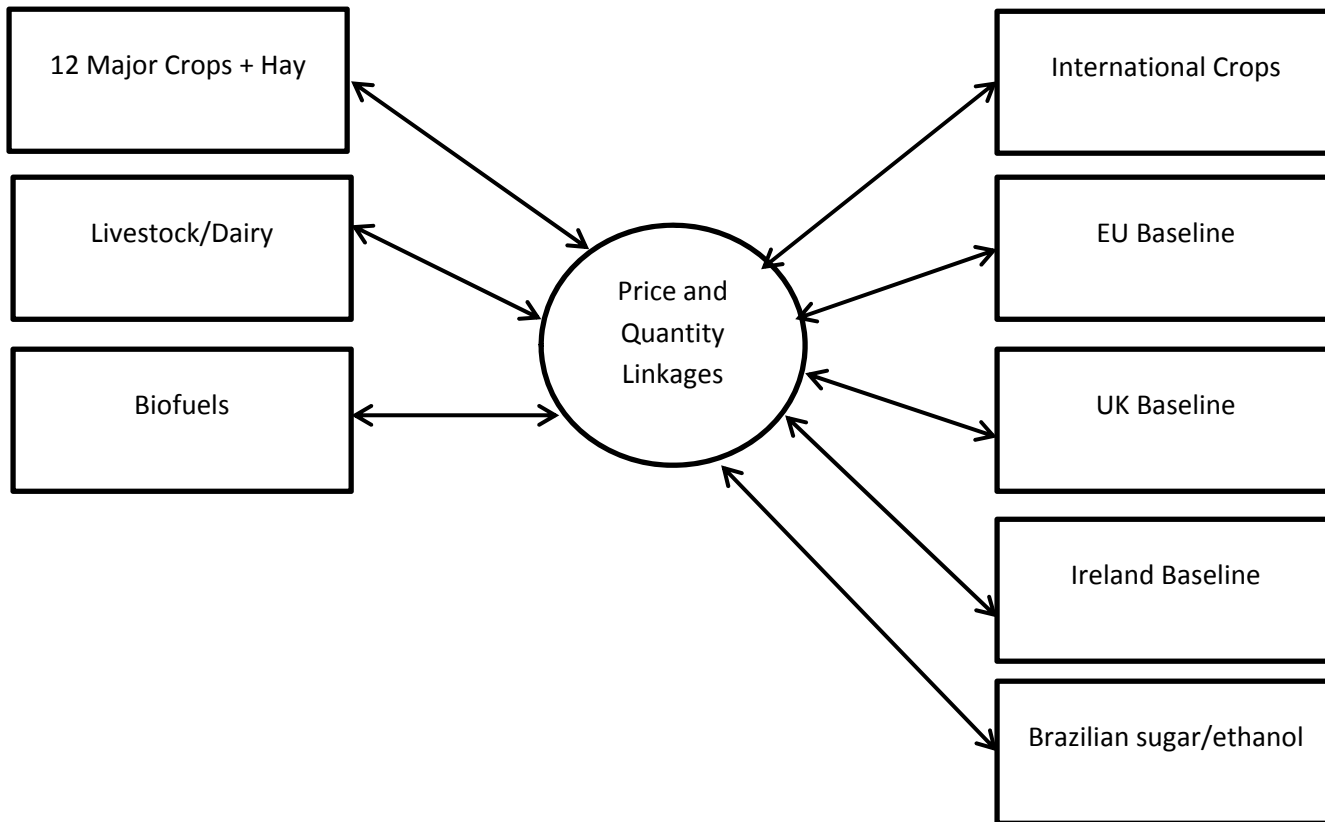 12 Major Crops + Hay
Livestock/Dairy
Biofuels
Price and
Quantity
Linkages
International Crops
EU Baseline
UK Baseline
Ireland Baseline
Brazilian sugar/ethanol